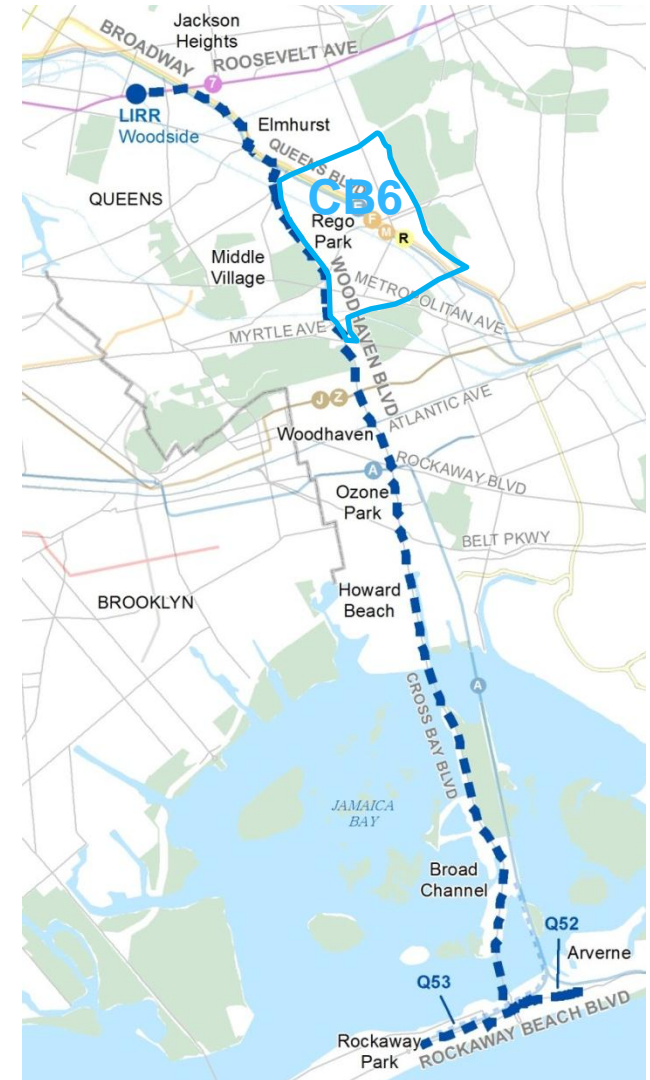 Jackson
Heights
BROADWAY
ROOSEVELT AVE
7
LIRR
Woodside
Elmhurst
QUEENS BLVD
CB6
QUEENS
Rego
Park
F
M
R
Middle
Village
WOODHAVEN BLVD
METROPOLITAN AVE
MYRTLE AVE
J Z
ATLANTIC AVE
Woodhaven
ROCKAWAY BLVD
A
Ozone
Park
BELT PKWY
Howard
Beach
BROOKLYN
A
CROSS BAY BLVD
JAMAICA
BAY
Broad
Channel
Q52
Arverne
Q53
Rockaway
Park
ROCKAWAY BEACH BLVD